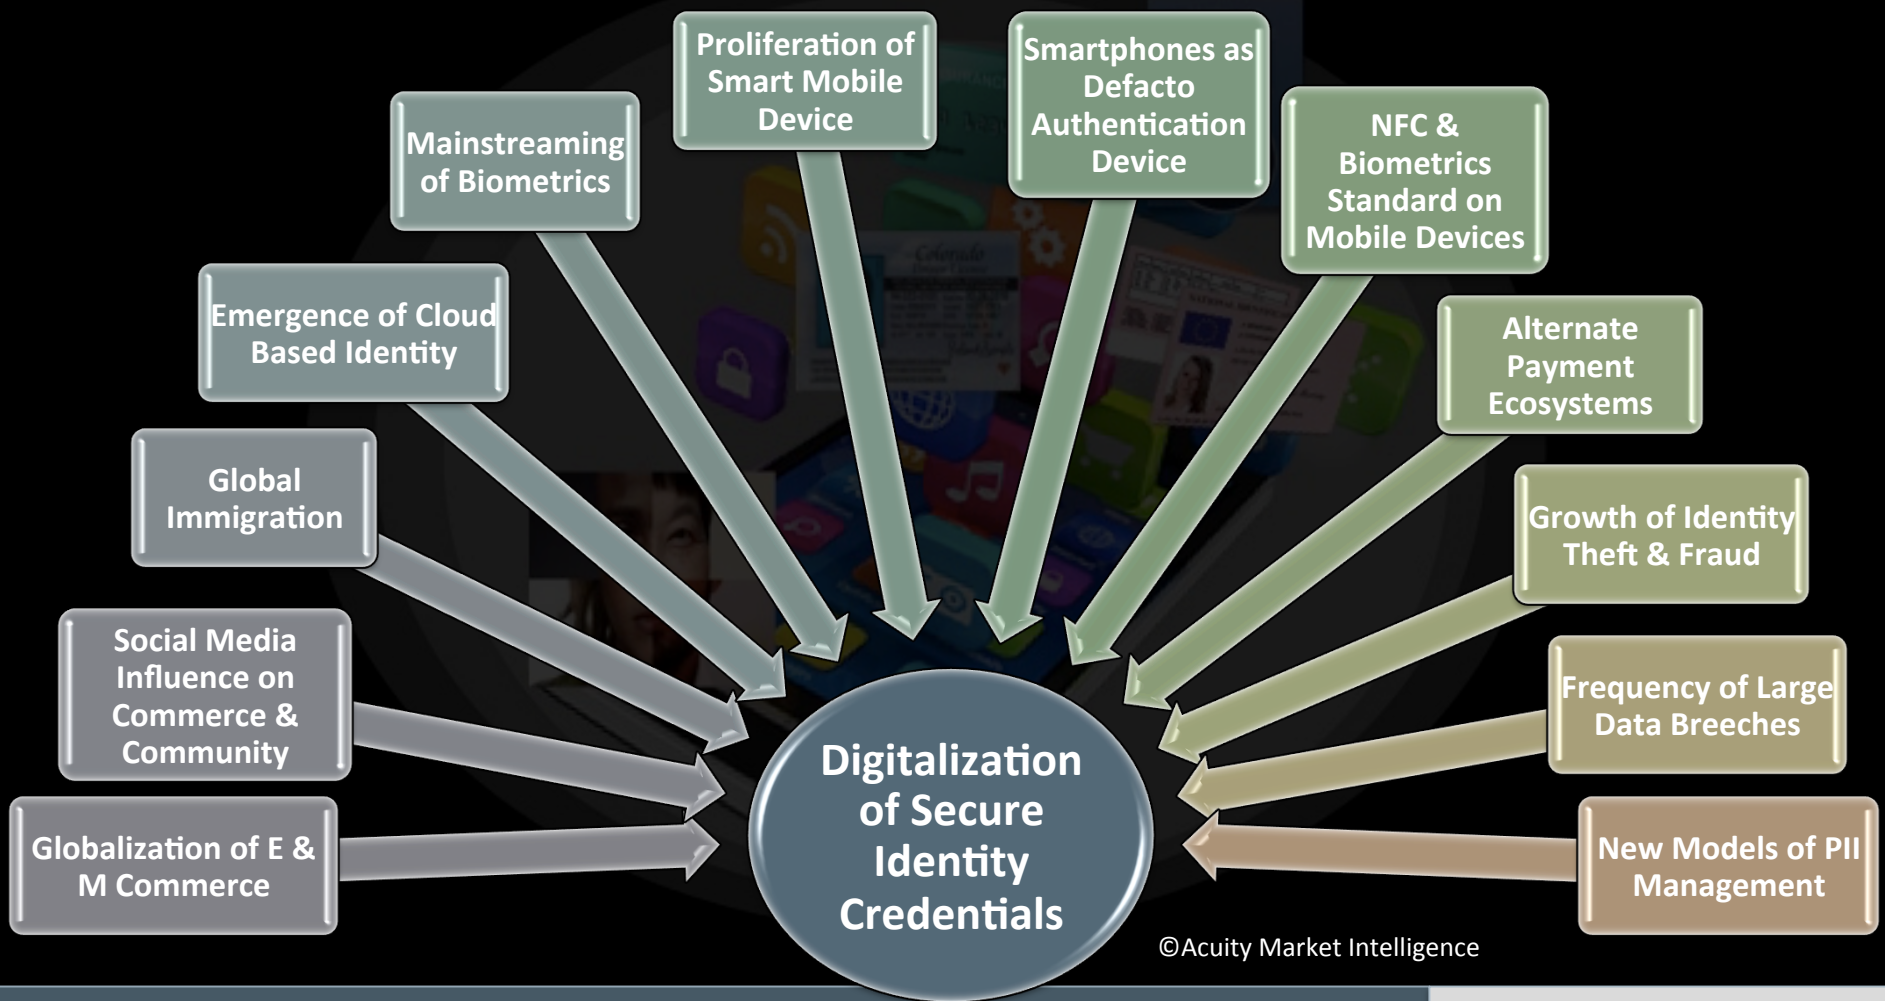 Globalization of E &
M Commerce
Social Media
Influence on
Commerce &
Community
Global
Immigration
Emergence of Cloud
Based Identity
Mainstreaming
of Biometrics
Proliferation of
Smart Mobile
Device
Smartphones as
Defacto
Authentication
Device
NFC &
Biometrics
Standard on
Mobile Devices
Alternate
Payment
Ecosystems
Growth of Identity
Theft & Fraud
Frequency of Large
Data Breeches
New Models of PII
Management
Digitalization
of Secure
Identity
Credentials
©Acuity Market Intelligence
Colorado